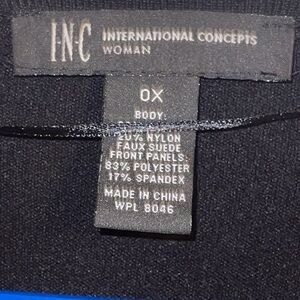 I·N·C INTERNATIONAL CONCEPTS
WOMAN
0X
BODY:
20% NYLON
FAUX SUEDE
FRONT PANELS:
83% POLYESTER
17% SPANDEX
MADE IN CHINA
WPL 8046